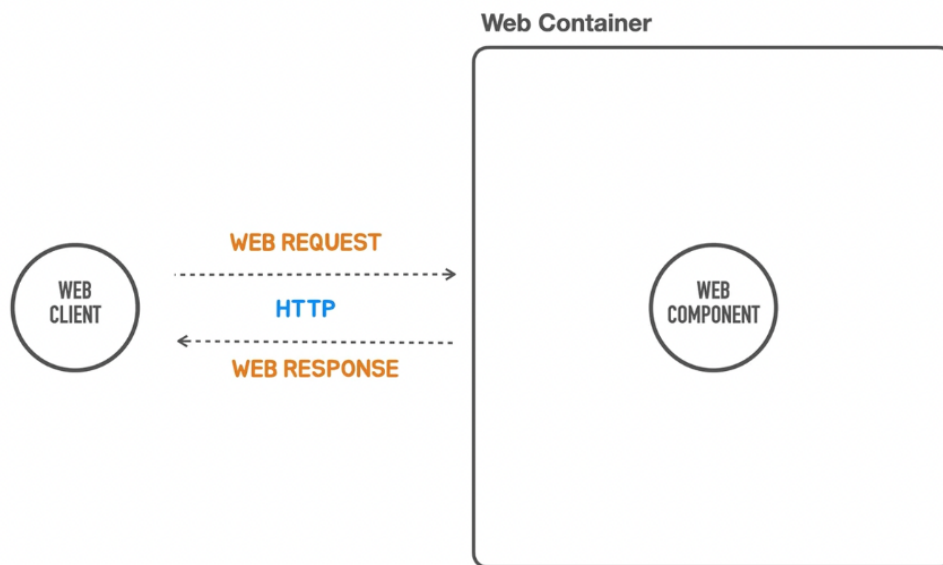 Web Container
WEB REQUEST
WEB
CLIENT
HTTP
WEB
COMPONENT
WEB RESPONSE